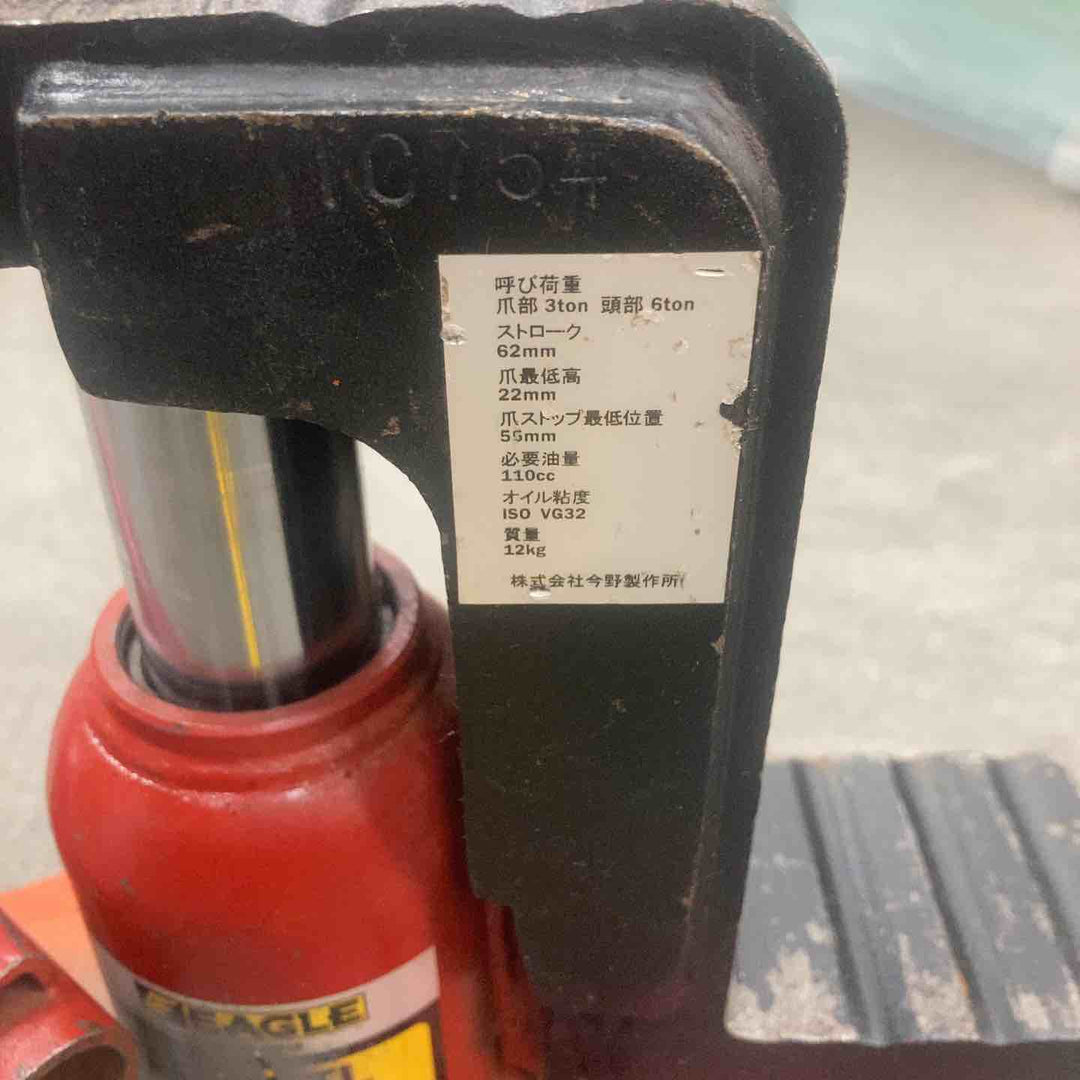 1C754
呼び荷重
爪部 3ton 頭部 6ton
ストローク
62mm
爪最低高
22mm
爪ストップ最低位置
56mm
必要油量
110cc
オイル粘度
ISO VG32
質量
12kg
株式会社今野製作所
EAGLE